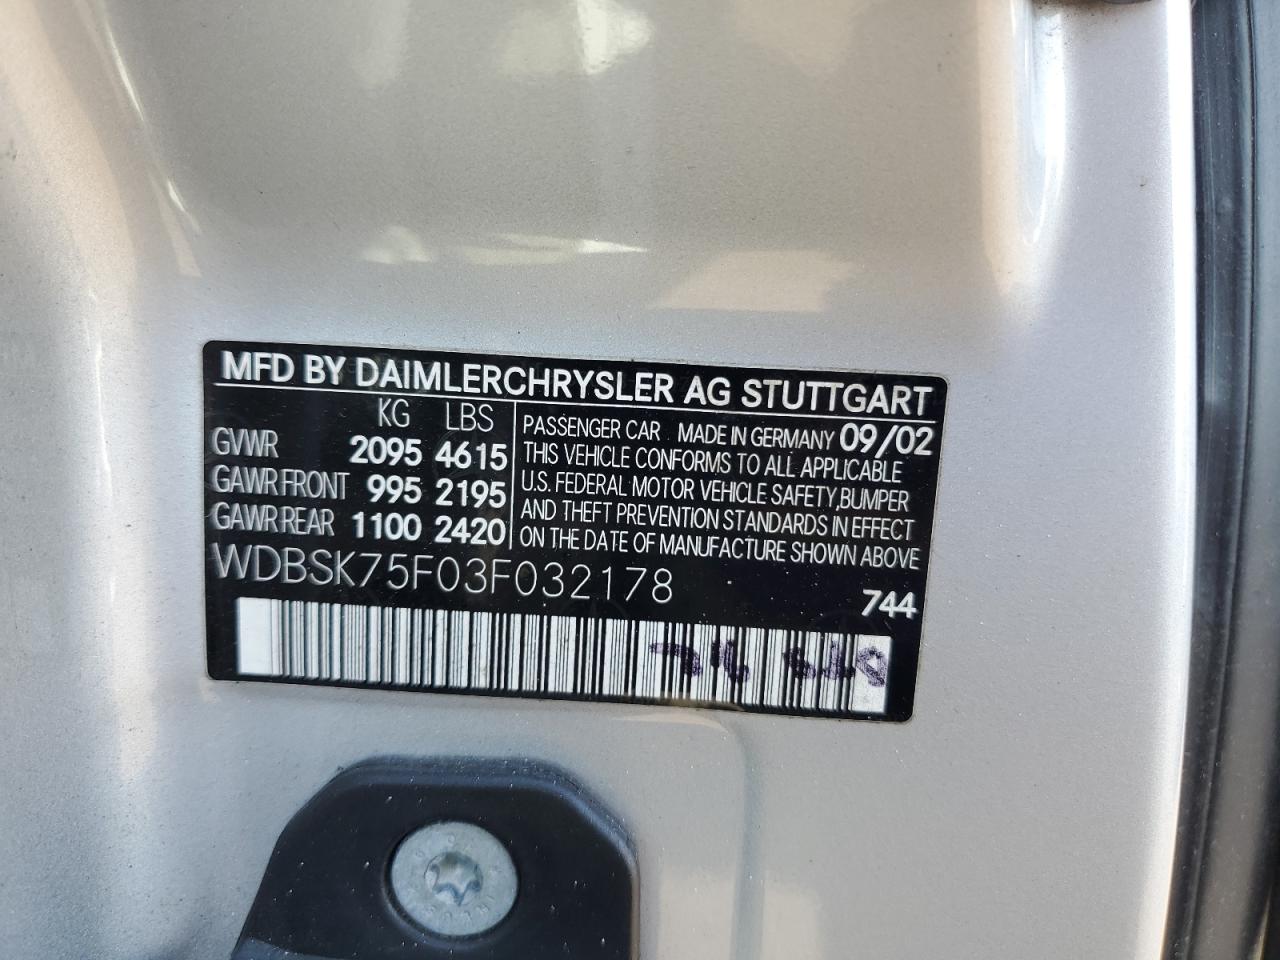 MFD BY DAIMLERCHRYSLER AG STUTTGART
KG LBS
GVWR 2095 4615
GAWR FRONT 995 2195
GAWR REAR 1100 2420
PASSENGER CAR MADE IN GERMANY 09/02
THIS VEHICLE CONFORMS TO ALL APPLICABLE
U.S. FEDERAL MOTOR VEHICLE SAFETY, BUMPER
AND THEFT PREVENTION STANDARDS IN EFFECT
ON THE DATE OF MANUFACTURE SHOWN ABOVE
WDBSK75F03F032178
744